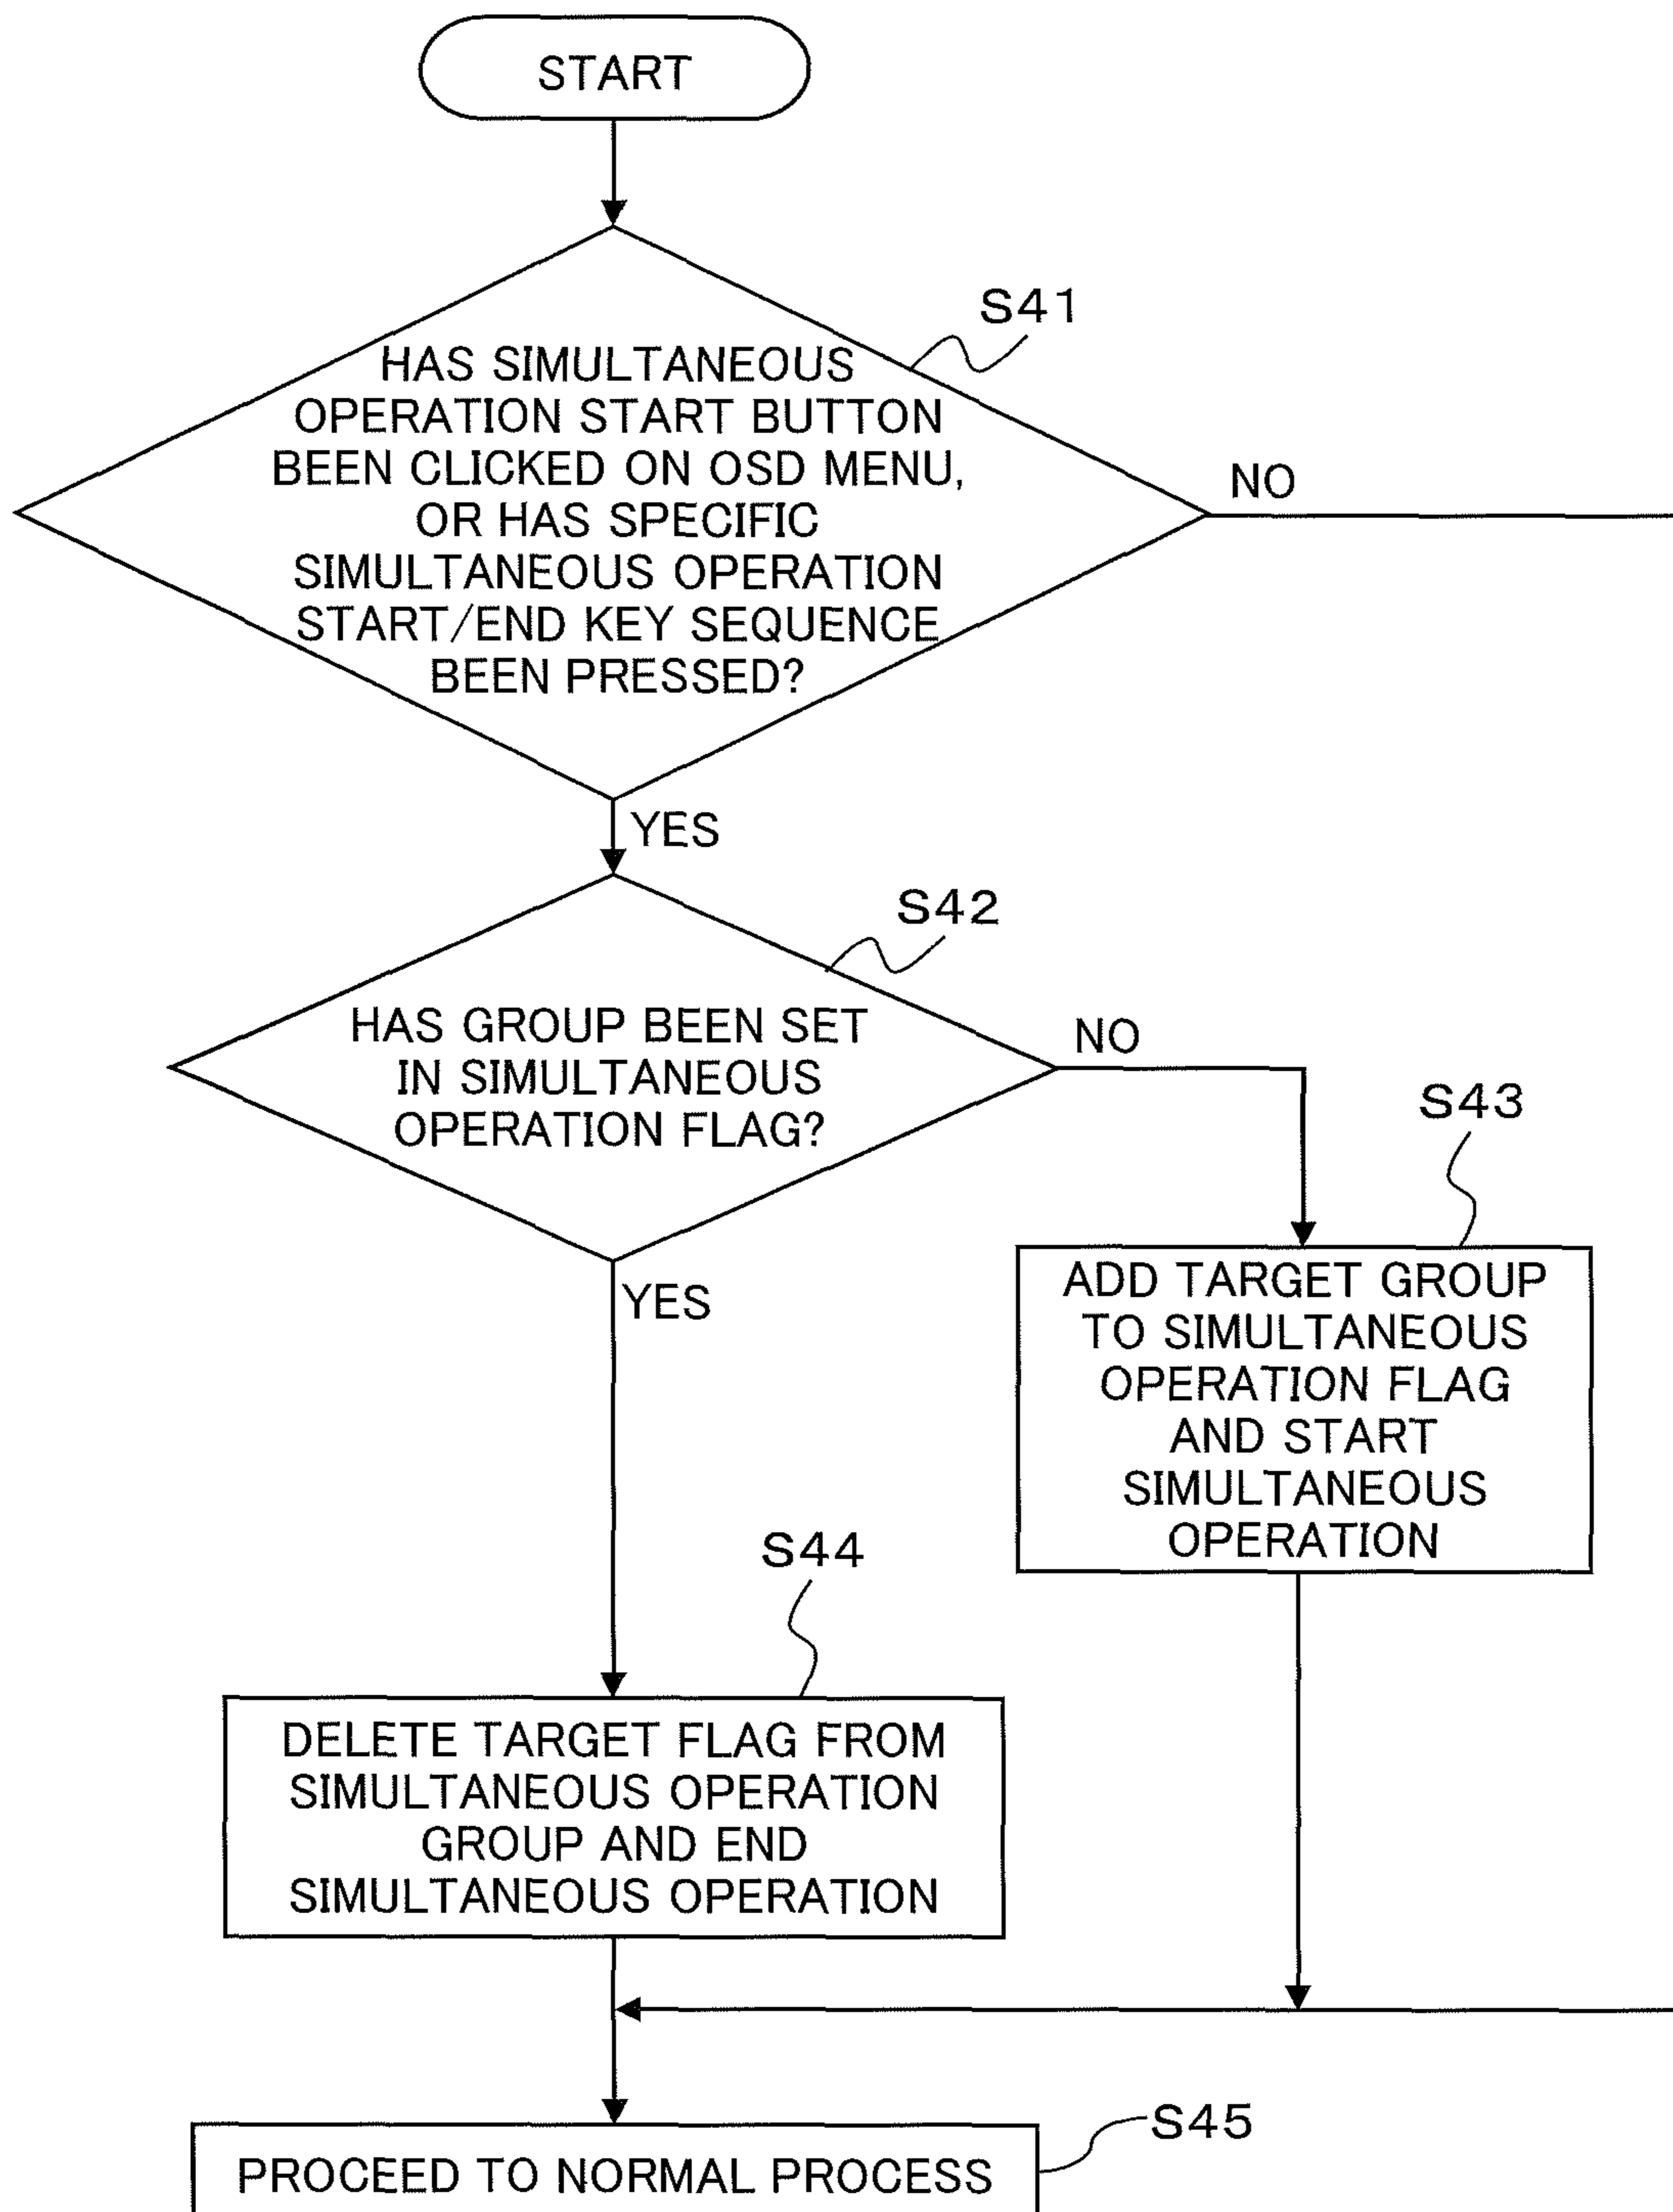 START
S41
HAS SIMULTANEOUS
OPERATION START BUTTON
BEEN CLICKED ON OSD MENU,
OR HAS SPECIFIC
SIMULTANEOUS OPERATION
START/END KEY SEQUENCE
BEEN PRESSED?
NO
YES
S42
HAS GROUP BEEN SET
IN SIMULTANEOUS
OPERATION FLAG?
NO
YES
S43
ADD TARGET GROUP
TO SIMULTANEOUS
OPERATION FLAG
AND START
SIMULTANEOUS
OPERATION
S44
DELETE TARGET FLAG FROM
SIMULTANEOUS OPERATION
GROUP AND END
SIMULTANEOUS OPERATION
S45
PROCEED TO NORMAL PROCESS